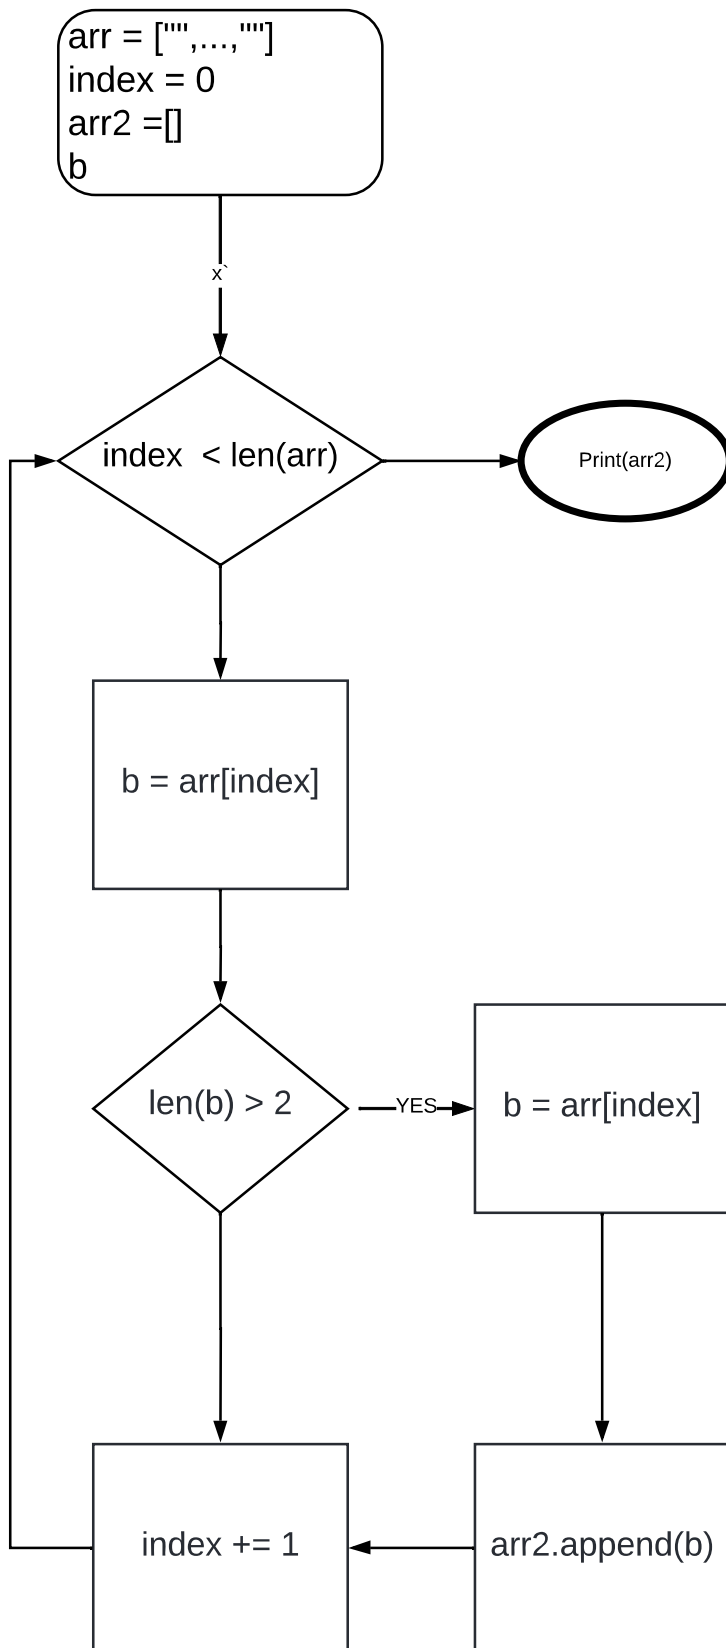 arr = ["",...,""]
index = 0
arr2 =[]
b
x`
index  < len(arr)
Print(arr2)
b = arr[index]
len(b) > 2
YES
b = arr[index]
index += 1
arr2.append(b)